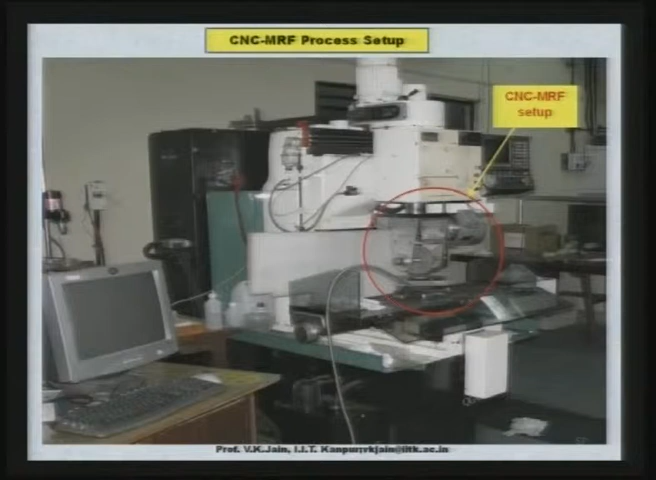 CNC-MRF Process Setup
CNC-MRF
setup
Prof. V.K.Jain, I.I.T. Kanpur,vkjain@iitk.ac.in